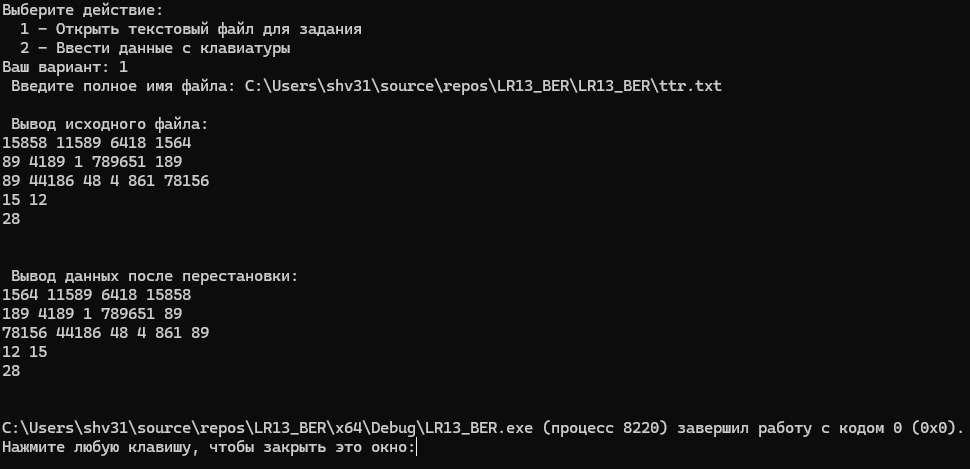 Выберите действие:
1 - Открыть текстовый файл для задания
2 - Ввести данные с клавиатуры
Ваш вариант: 1
Введите полное имя файла: C:\Users\shv31\source\repos\LR13_BER\LR13_BER\ttr.txt
Вывод исходного файла:
15858 11589 6418 1564
89 4189 1 789651 189
89 44186 48 4 861 78156
15 12
28
Вывод данных после перестановки:
1564 11589 6418 15858
189 4189 1 789651 89
78156 44186 48 4 861 89
12 15
28
C:\Users\shv31\source\repos\LR13_BER\x64\Debug\LR13_BER.exe (процесс 8220) завершил работу с кодом 0 (0x0).
Нажмите любую клавишу, чтобы закрыть это окно: